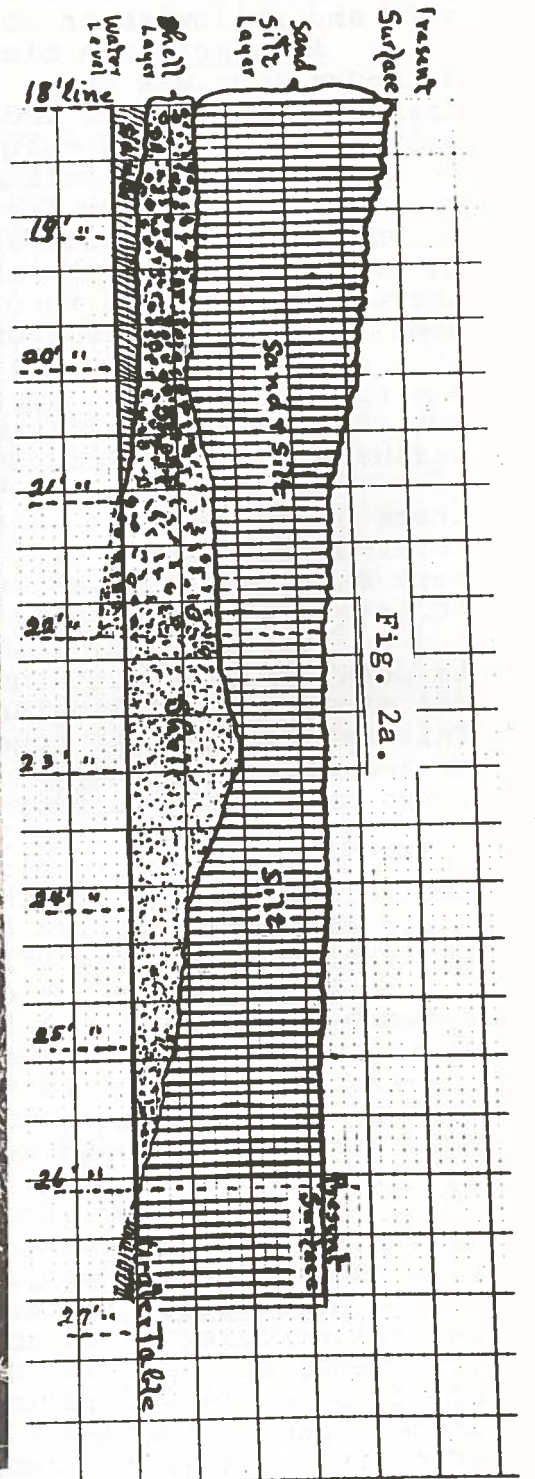 Present
Surface
Sand
Silt
Layer
Shell
Layer
Water
Level
18' line
19' "
20' "
21' "
22' "
23' "
24' "
25' "
26' "
27' "
Sand & Silt
Shell
Silt
Fig. 2a.
Present
Surface
Water Table